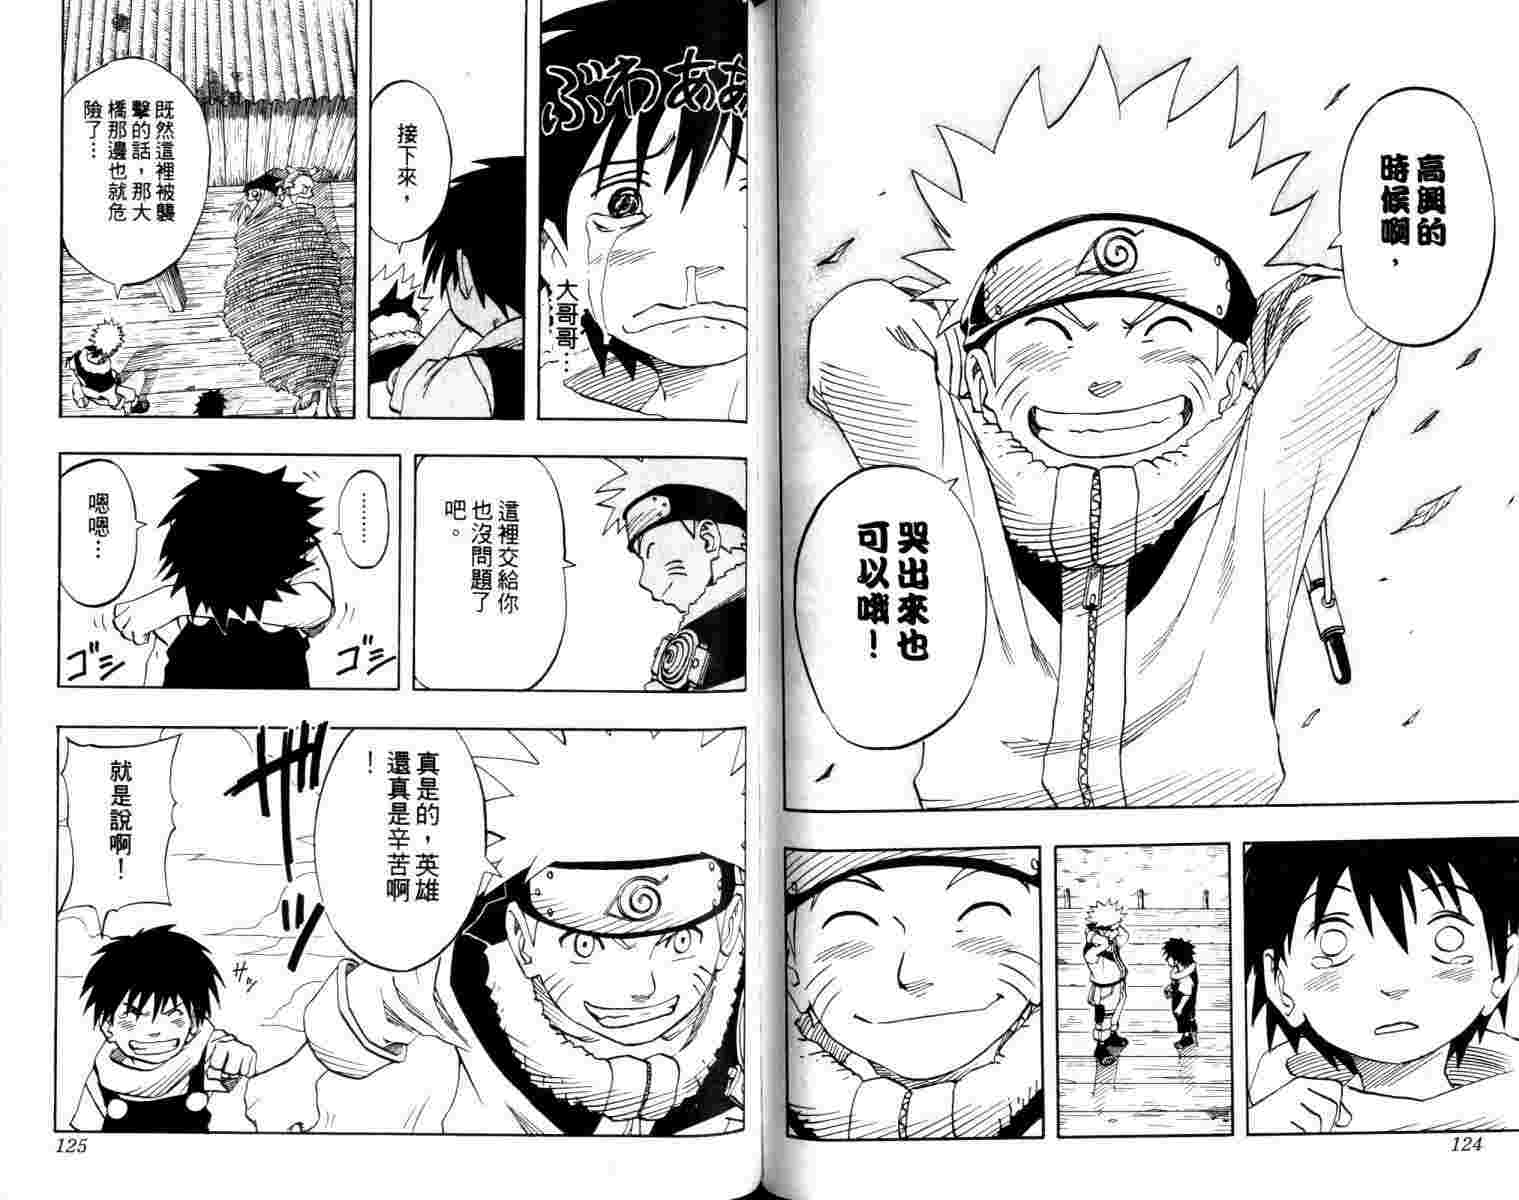 高興的
時候啊，
哭出來也
可以哦！
124
ぶわああ
大哥哥…
接下來，
既然這裡被襲
擊的話，那大
橋那邊也就危
險了…
這裡交給你
也沒問題了
吧。
………
嗯嗯…
ゴシ
ゴシ
真是的，英雄
還真是辛苦啊
！
就是說啊！
ザッ
125